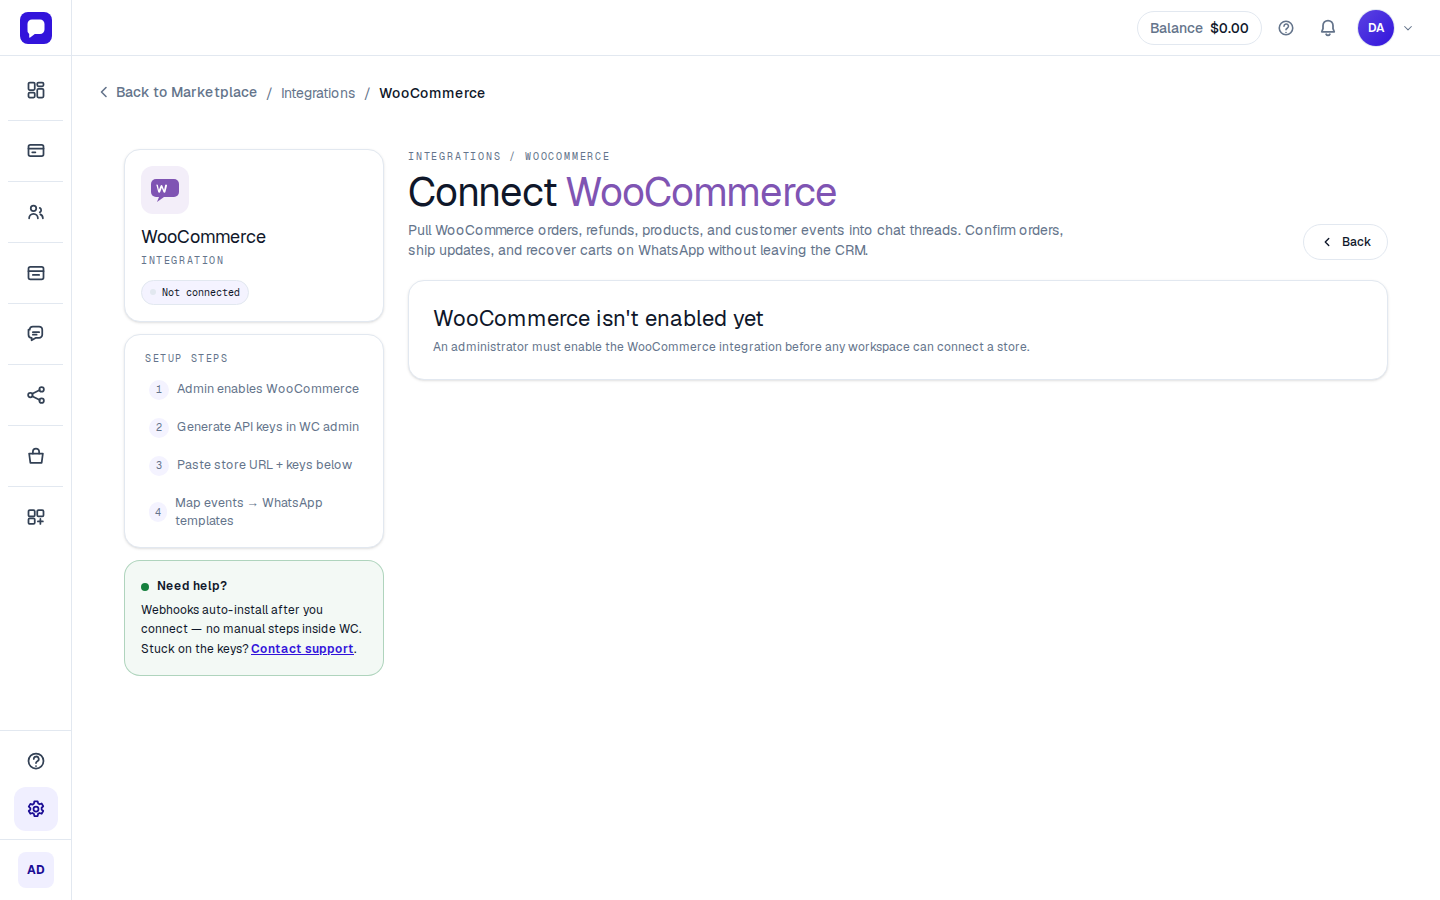 Balance $0.00
DA
Back to Marketplace / Integrations / WooCommerce
WooCommerce
INTEGRATION
Not connected
SETUP STEPS
1 Admin enables WooCommerce
2 Generate API keys in WC admin
3 Paste store URL + keys below
4 Map events → WhatsApp
templates
Need help?
Webhooks auto-install after you
connect — no manual steps inside WC.
Stuck on the keys? Contact support.
INTEGRATIONS / WOOCOMMERCE
Connect WooCommerce
Pull WooCommerce orders, refunds, products, and customer events into chat threads. Confirm orders,
ship updates, and recover carts on WhatsApp without leaving the CRM.
Back
WooCommerce isn't enabled yet
An administrator must enable the WooCommerce integration before any workspace can connect a store.
AD